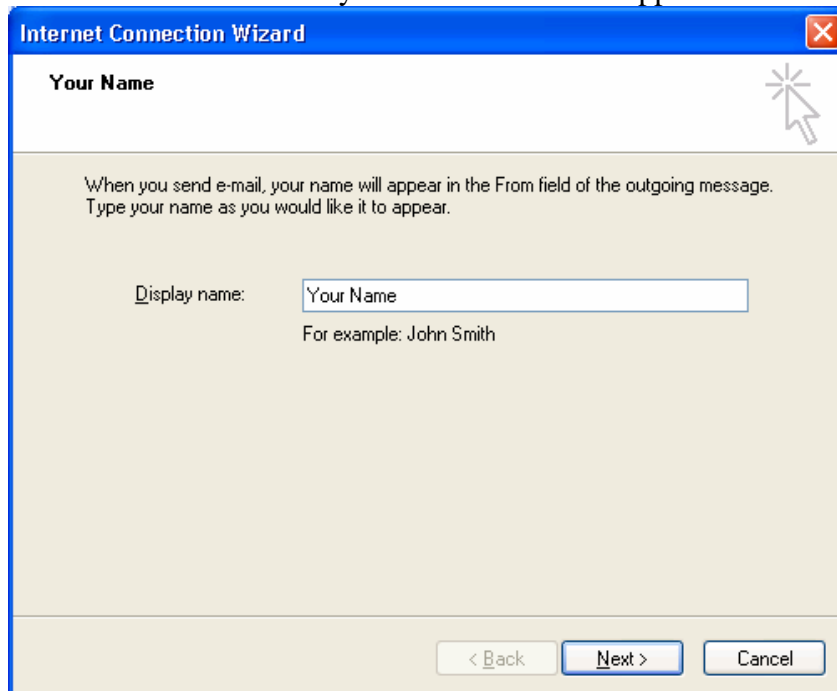 Internet Connection Wizard
Your Name
When you send e-mail, your name will appear in the From field of the outgoing message.
Type your name as you would like it to appear.
Display name: Your Name
For example: John Smith
< Back Next > Cancel